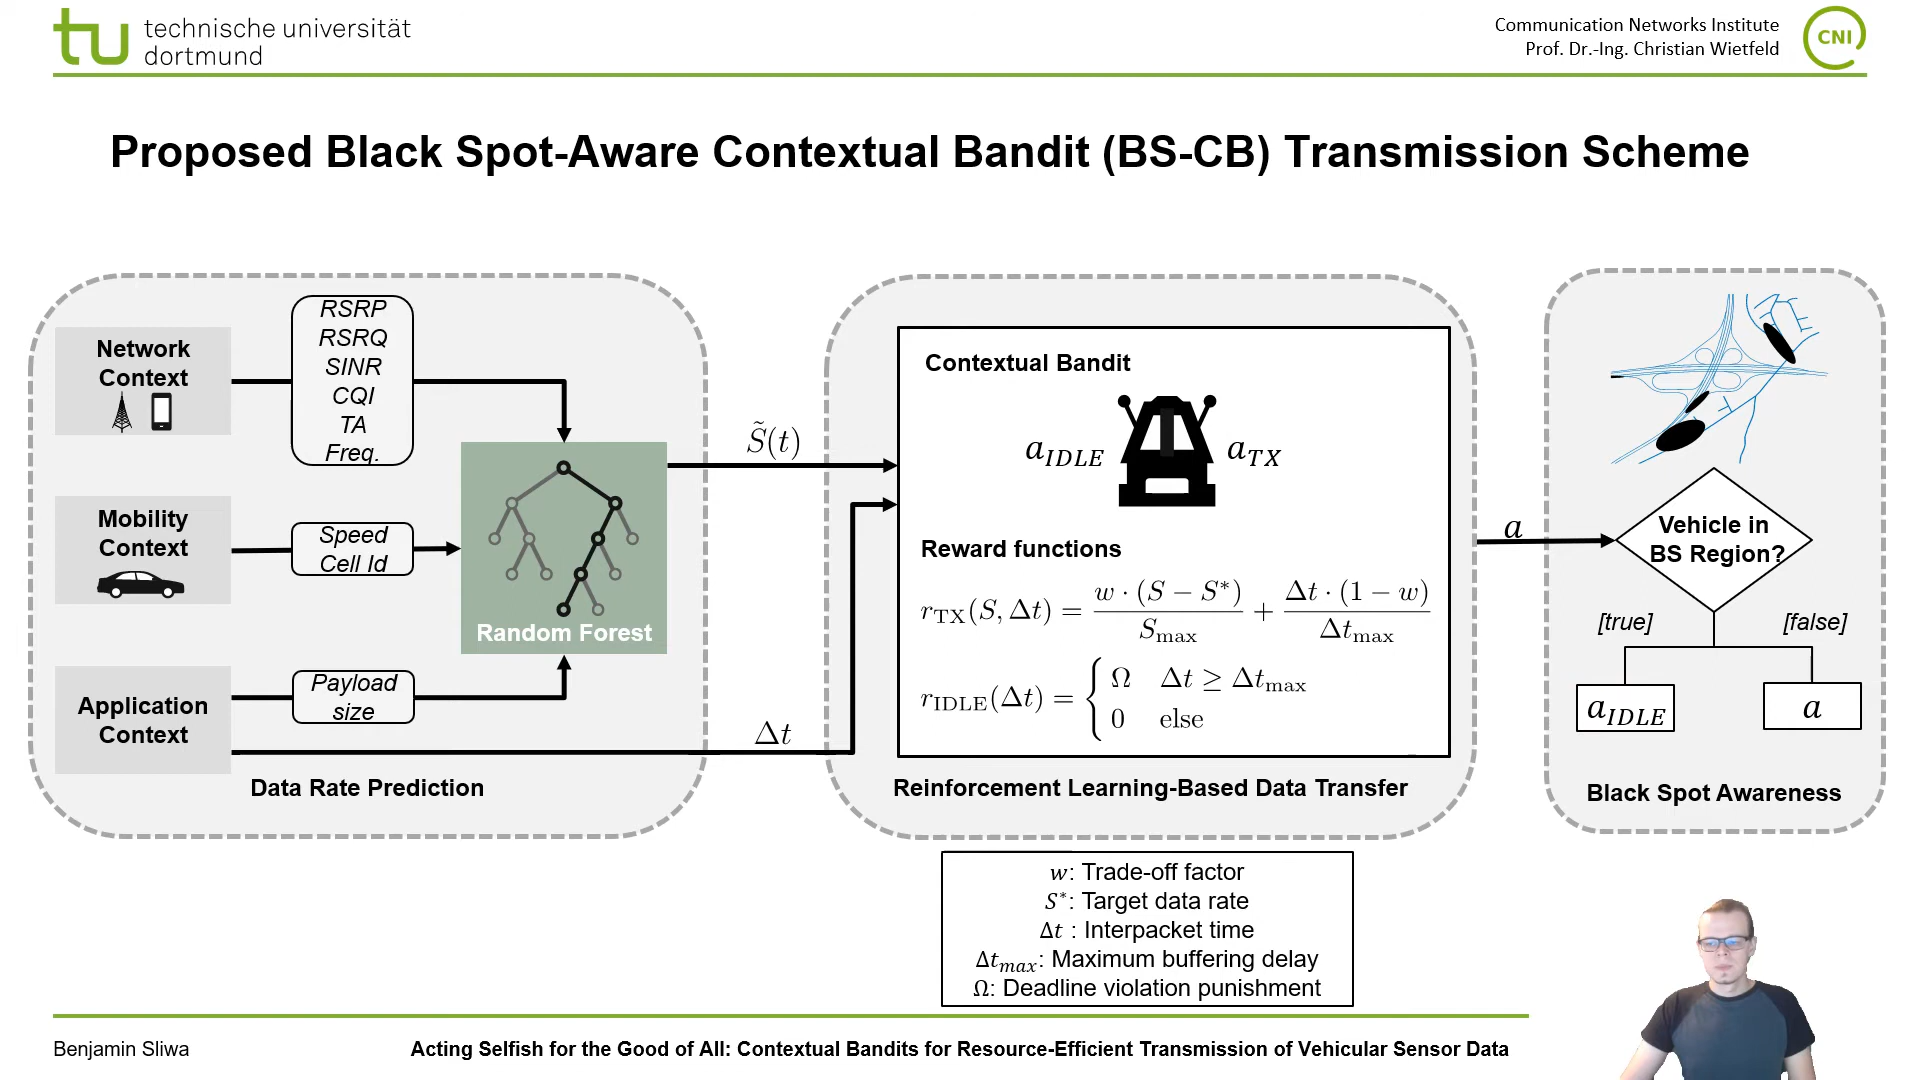 technische universität
dortmund
Communication Networks Institute
Prof. Dr.-Ing. Christian Wietfeld
CNI
Proposed Black Spot-Aware Contextual Bandit (BS-CB) Transmission Scheme
Network
Context
RSRP
RSRQ
SINR
CQI
TA
Freq.
Mobility
Context
Speed
Cell Id
Random Forest
Application
Context
Payload
size
Data Rate Prediction
S̃(t)
Δt
Contextual Bandit
a_IDLE
a_TX
Reward functions
r_TX(S, Δt) = w · (S − S*) / S_max + Δt · (1 − w) / Δt_max
r_IDLE(Δt) = { Ω Δt ≥ Δt_max
0 else
Reinforcement Learning-Based Data Transfer
a
Vehicle in
BS Region?
[true]
[false]
a_IDLE
a
Black Spot Awareness
w: Trade-off factor
S*: Target data rate
Δt : Interpacket time
Δt_max: Maximum buffering delay
Ω: Deadline violation punishment
Benjamin Sliwa
Acting Selfish for the Good of All: Contextual Bandits for Resource-Efficient Transmission of Vehicular Sensor Data